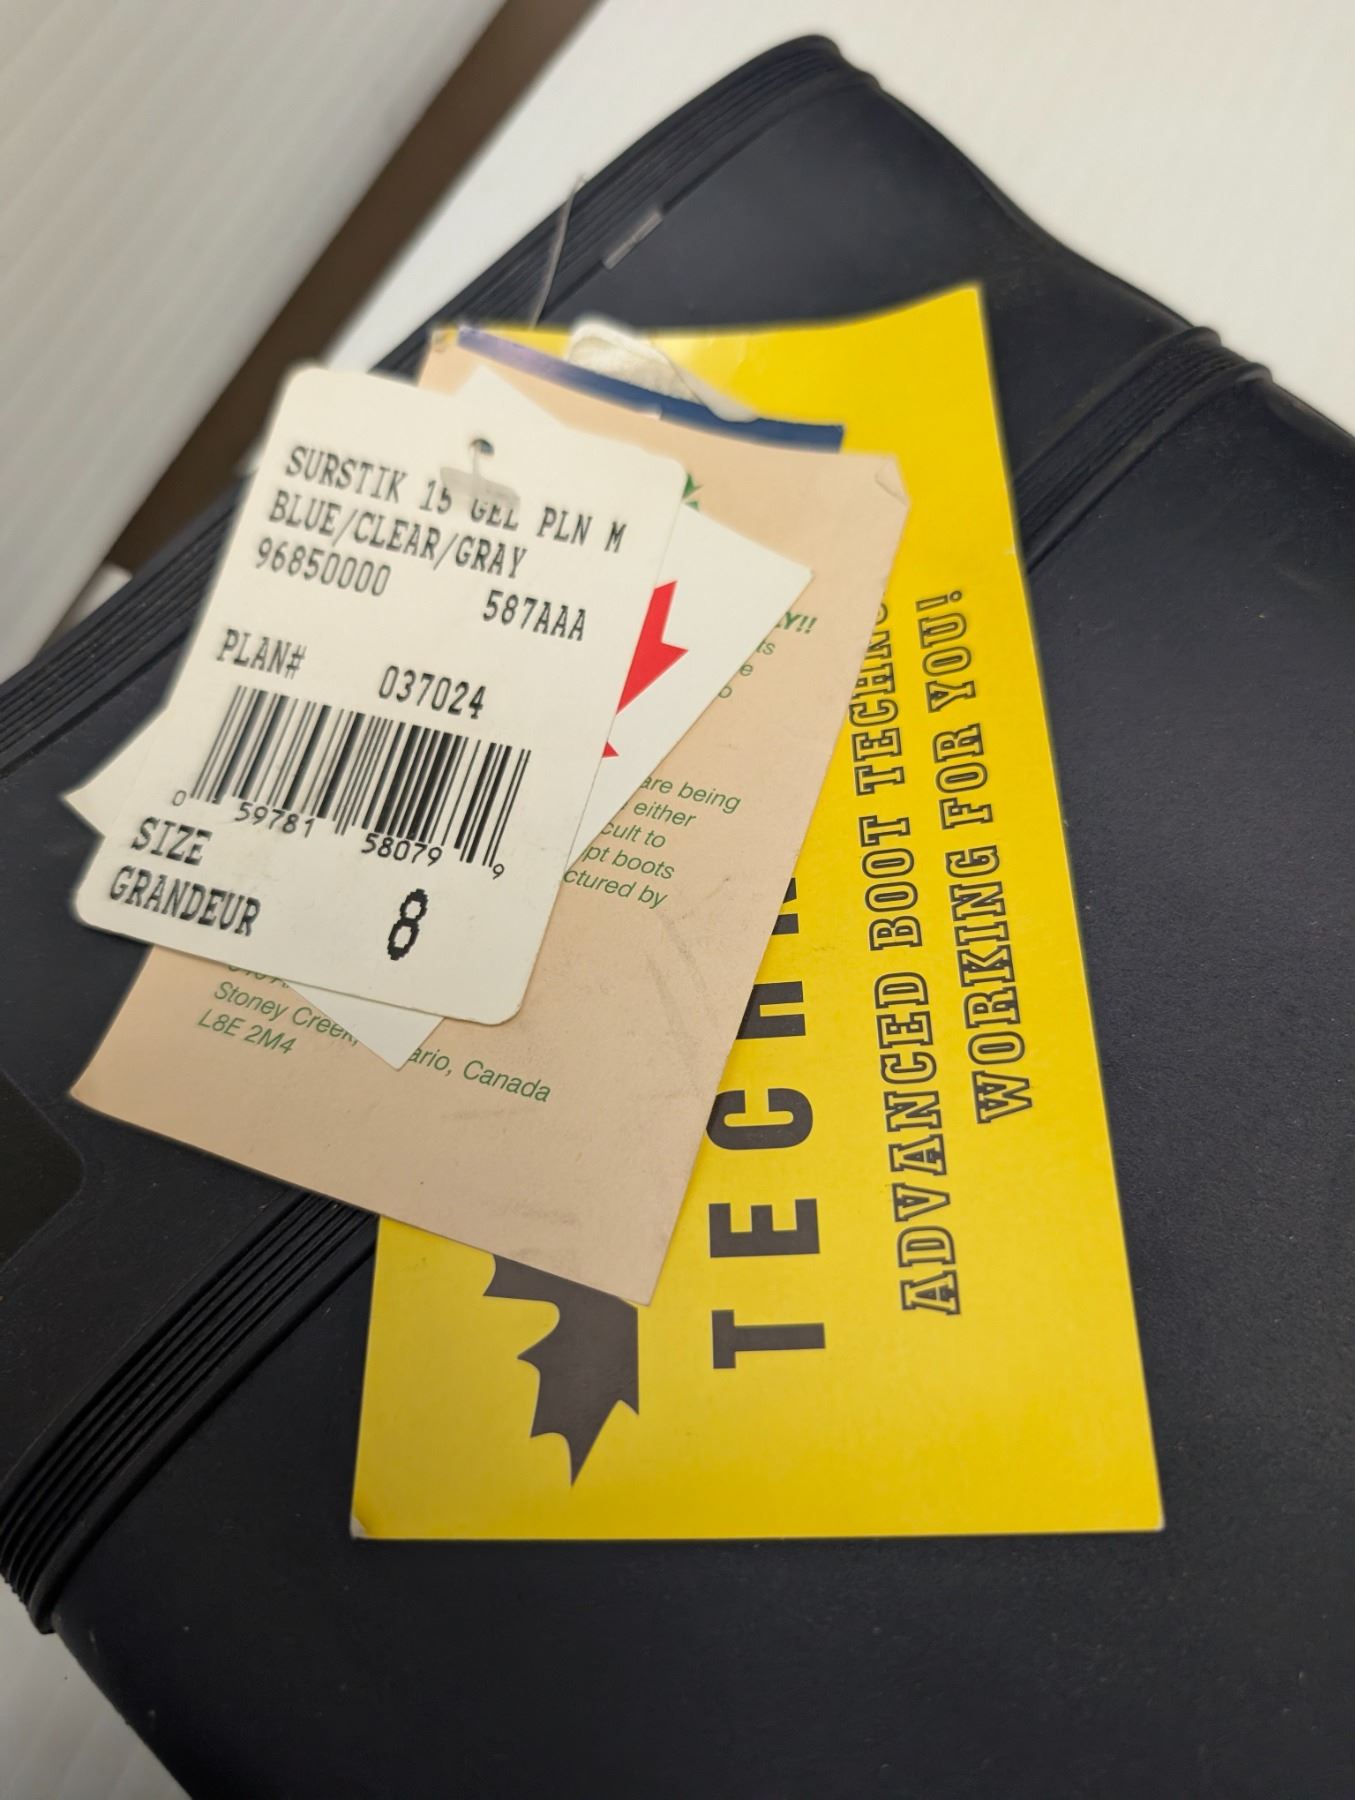 SURSTIK 15 GEL PLN M
BLUE/CLEAR/GRAY
96850000 587AAA
PLAN# 037024
0 59781 58079 9
SIZE
GRANDEUR 8
Y!!
ts
e
o
are being
either
cult to
pt boots
ctured by
Stoney Creek, ario, Canada
L8E 2M4
TECH
ADVANCED BOOT TECHNO
WORKING FOR YOU!